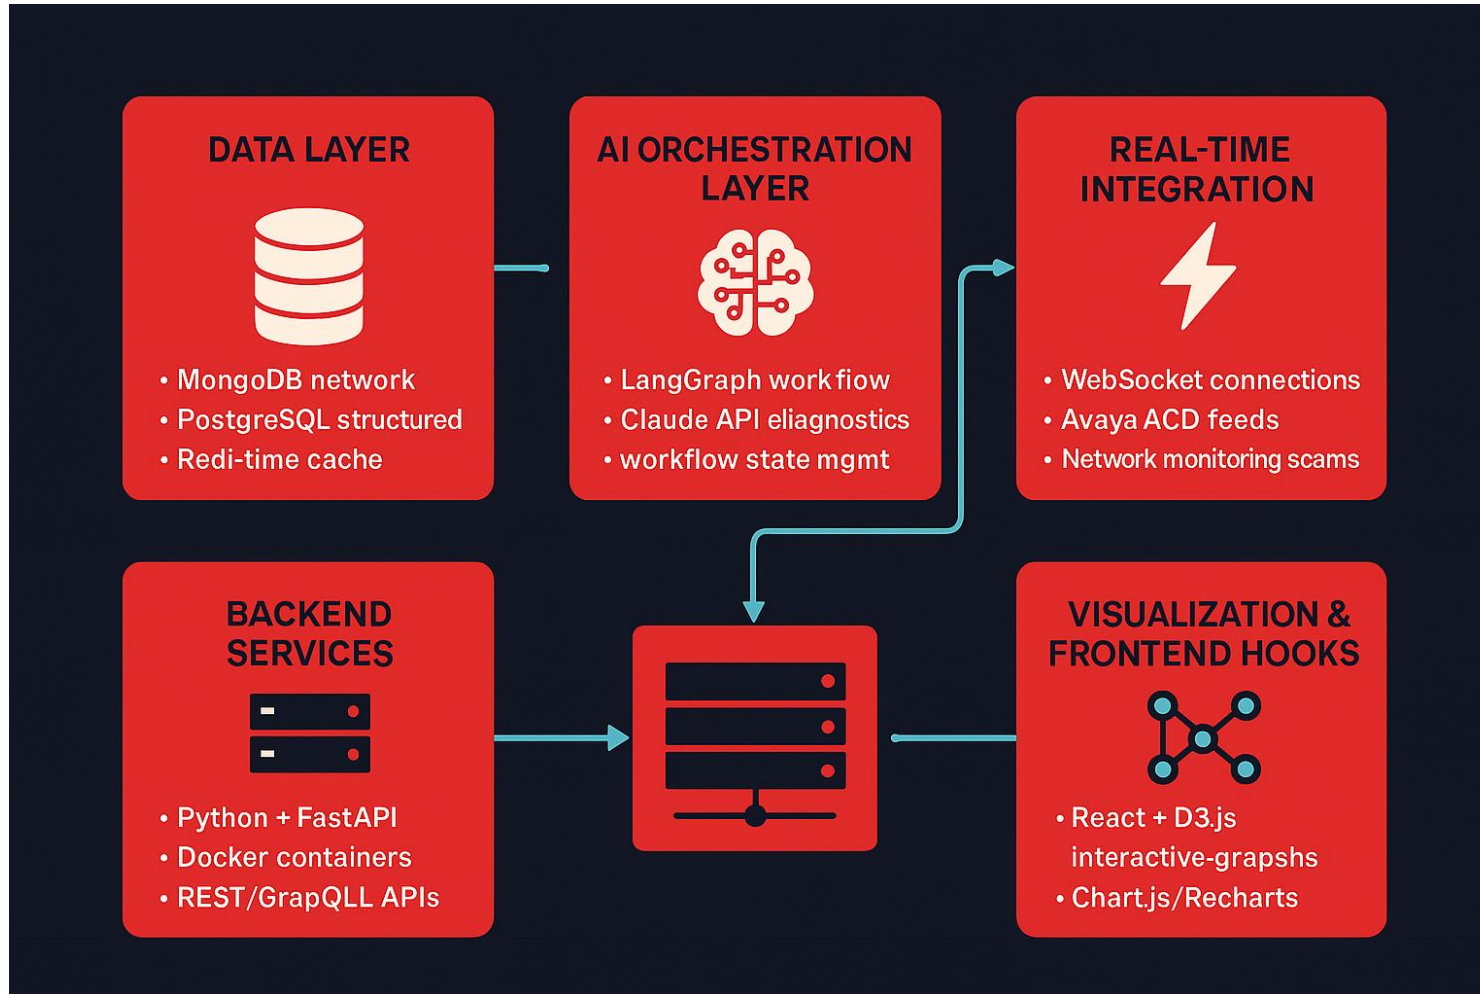 DATA LAYER
• MongoDB network
• PostgreSQL structured
• Redi-time cache
AI ORCHESTRATION
LAYER
• LangGraph workfiow
• Claude API eliagnostics
• workflow state mgmt
REAL-TIME
INTEGRATION
• WebSocket connections
• Avaya ACD feeds
• Network monitoring scams
BACKEND
SERVICES
• Python + FastAPI
• Docker containers
• REST/GrapQLL APIs
VISUALIZATION &
FRONTEND HOOKS
• React + D3.js
interactive-grapshs
• Chart.js/Recharts